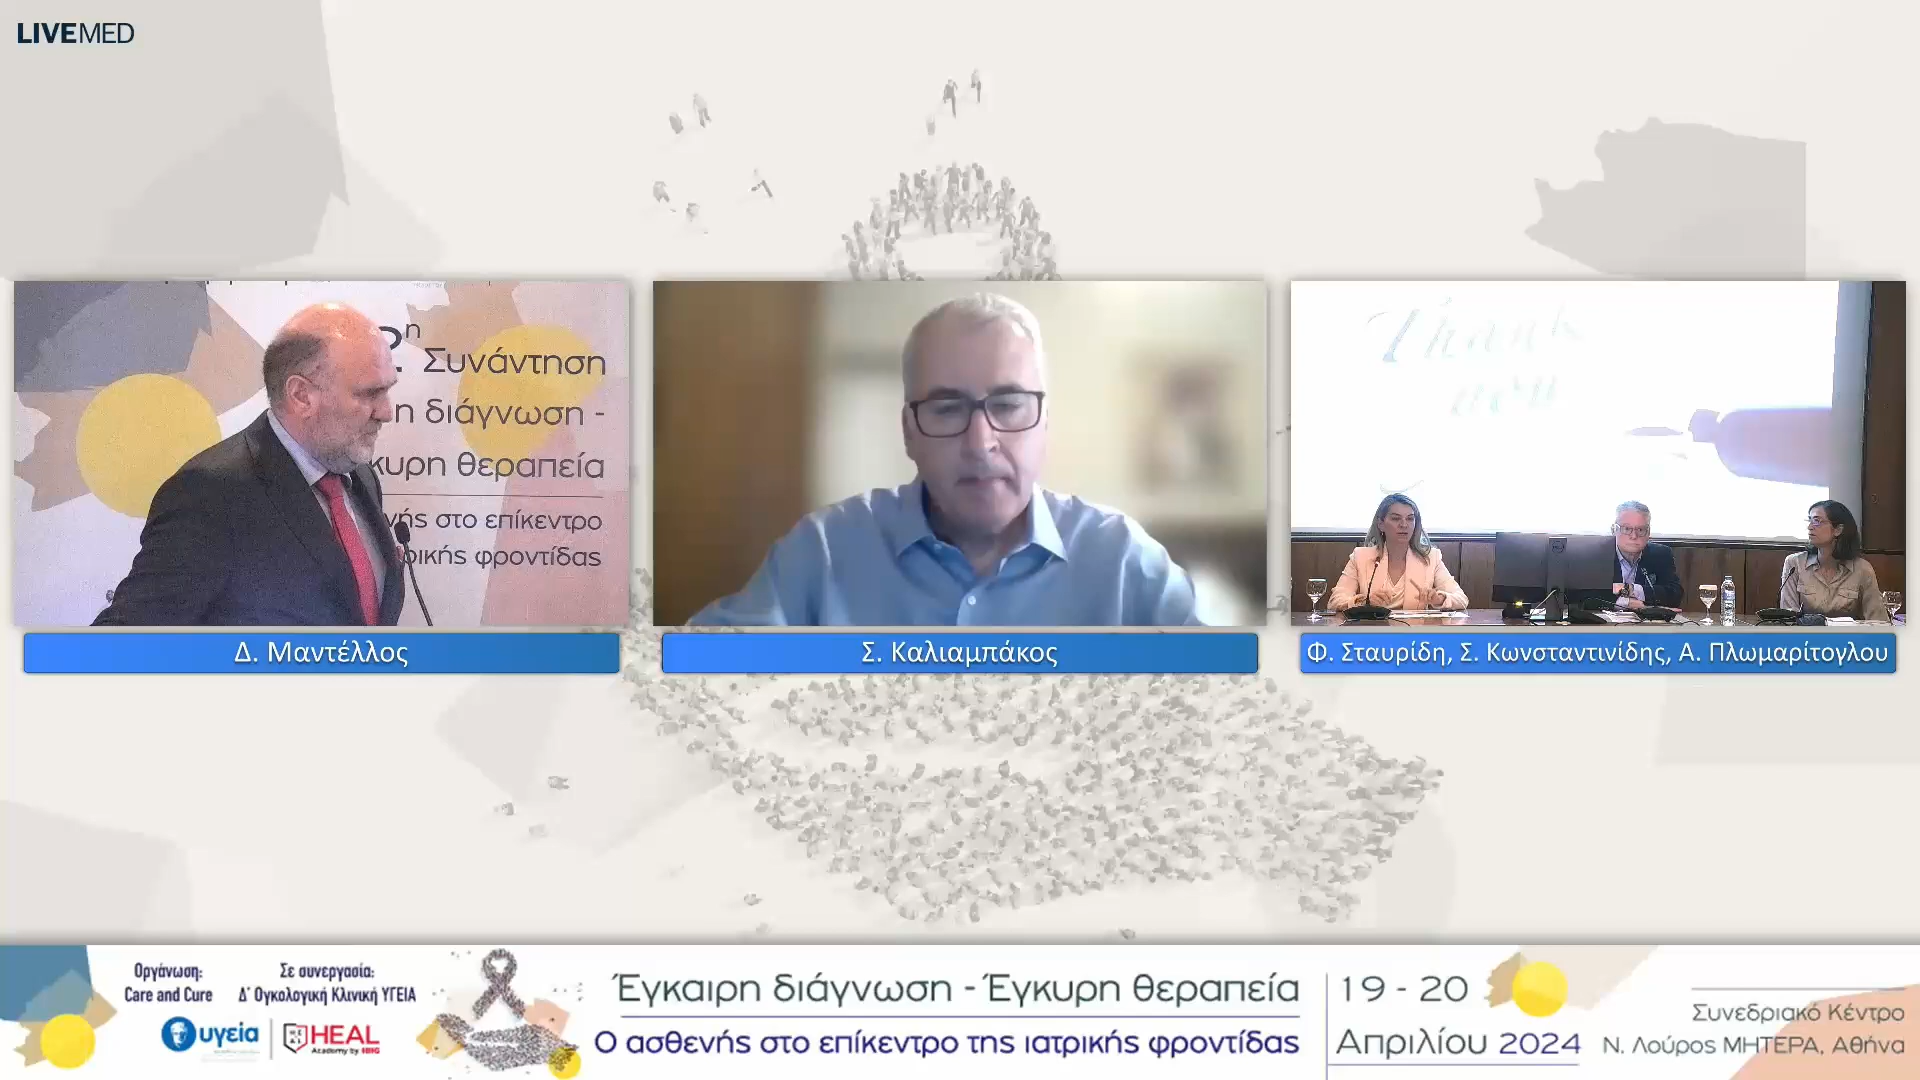 LIVEMED
2η
Συνάντηση
η διάγνωση -
κυρη θεραπεία
νής στο επίκεντρο
ρικής φροντίδας
Thank
you
Δ. Μαντέλλος
Σ. Καλιαμπάκος
Φ. Σταυρίδη, Σ. Κωνσταντινίδης, Α. Πλωμαρίτογλου
Οργάνωση:
Care and Cure
Σε συνεργασία:
Δ΄ Ογκολογική Κλινική ΥΓΕΙΑ
υγεία
HEAL
Academy by HHG
Έγκαιρη διάγνωση - Έγκυρη θεραπεία
Ο ασθενής στο επίκεντρο της ιατρικής φροντίδας
19 - 20
Απριλίου 2024
Συνεδριακό Κέντρο
Ν. Λούρος ΜΗΤΕΡΑ, Αθήνα